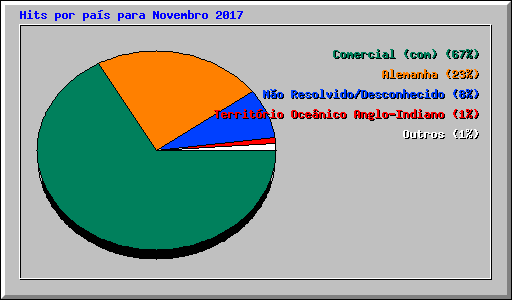 Hits por país para Novembro 2017
Comercial (com) (67%)
Alemanha (23%)
Não Resolvido/Desconhecido (8%)
Território Oceânico Anglo-Indiano (1%)
Outros (1%)